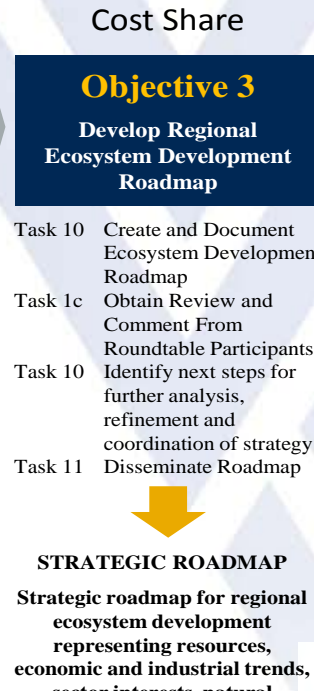 Cost Share
Objective 3
Develop Regional
Ecosystem Development
Roadmap
Task 10 Create and Document
Ecosystem Developmen
Roadmap
Task 1c Obtain Review and
Comment From
Roundtable Participants
Task 10 Identify next steps for
further analysis,
refinement and
coordination of strategy
Task 11 Disseminate Roadmap
STRATEGIC ROADMAP
Strategic roadmap for regional
ecosystem development
representing resources,
economic and industrial trends,
sector interests, natural